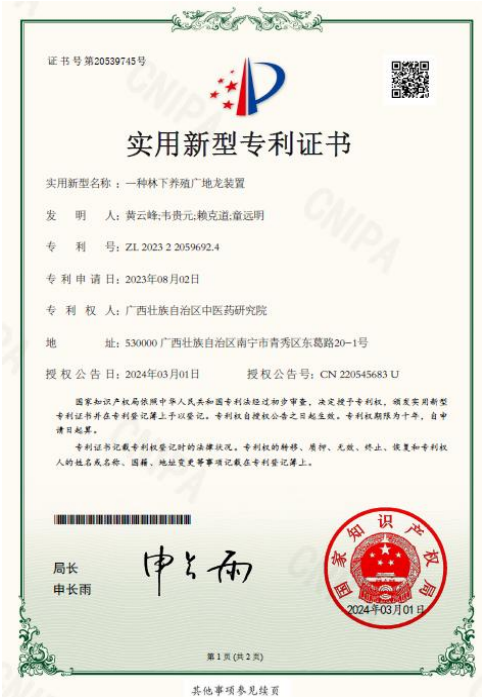 证书号第20539745号
实用新型专利证书
实用新型名称：一种林下养殖广地龙装置
发明人：黄云峰;韦贵元;赖克道;童远明
专利号：ZL 2023 2 2059692.4
专利申请日：2023年08月02日
专利权人：广西壮族自治区中医药研究院
地址：530000 广西壮族自治区南宁市青秀区东葛路20-1号
授权公告日：2024年03月01日 授权公告号：CN 220545683 U
国家知识产权局依照中华人民共和国专利法经过初步审查，决定授予专利权，颁发实用新型
专利证书并在专利登记簿上予以登记。专利权自授权公告之日起生效。专利权期限为十年，自申
请日起算。
专利证书记载专利权登记时的法律状况。专利权的转移、质押、无效、终止、恢复和专利权
人的姓名或名称、国籍、地址变更等事项记载在专利登记簿上。
局长
申长雨
申长雨
国家知识产权局
2024年03月01日
第 1 页 (共 2 页)
其他事项参见续页
CNIPA
CNIPA